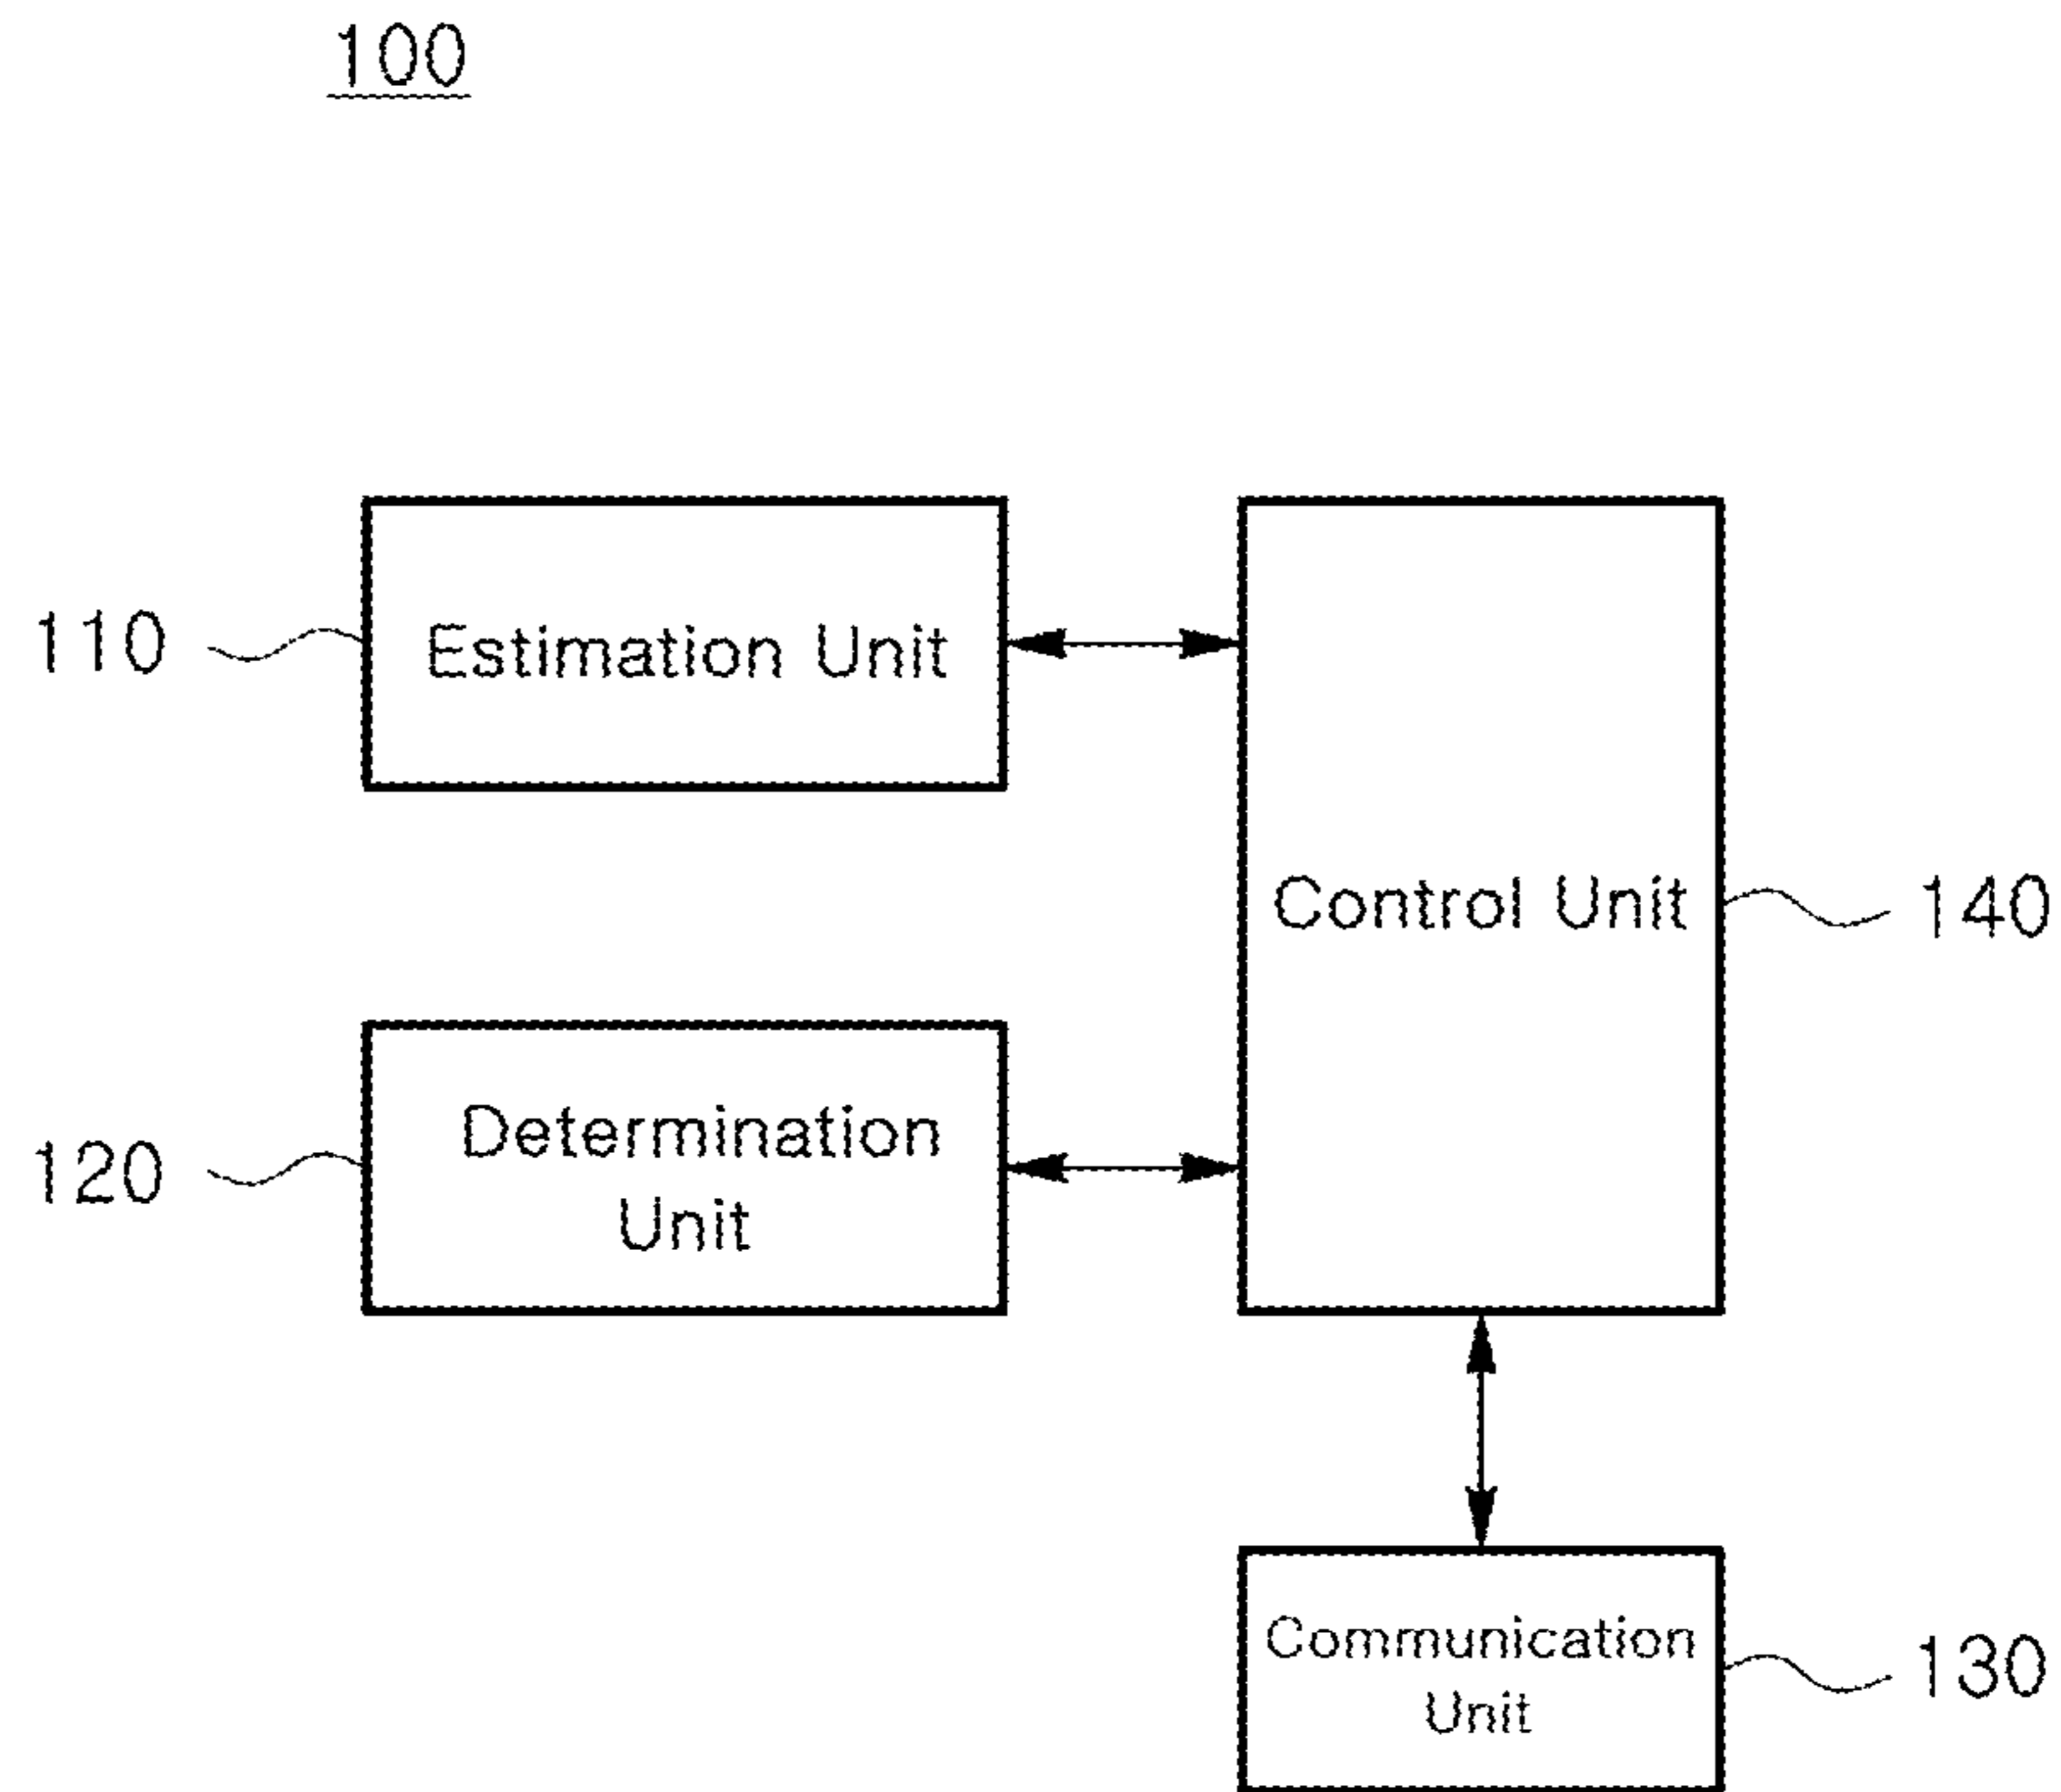 100
110
Estimation Unit
Control Unit
140
120
Determination
Unit
Communication
Unit
130